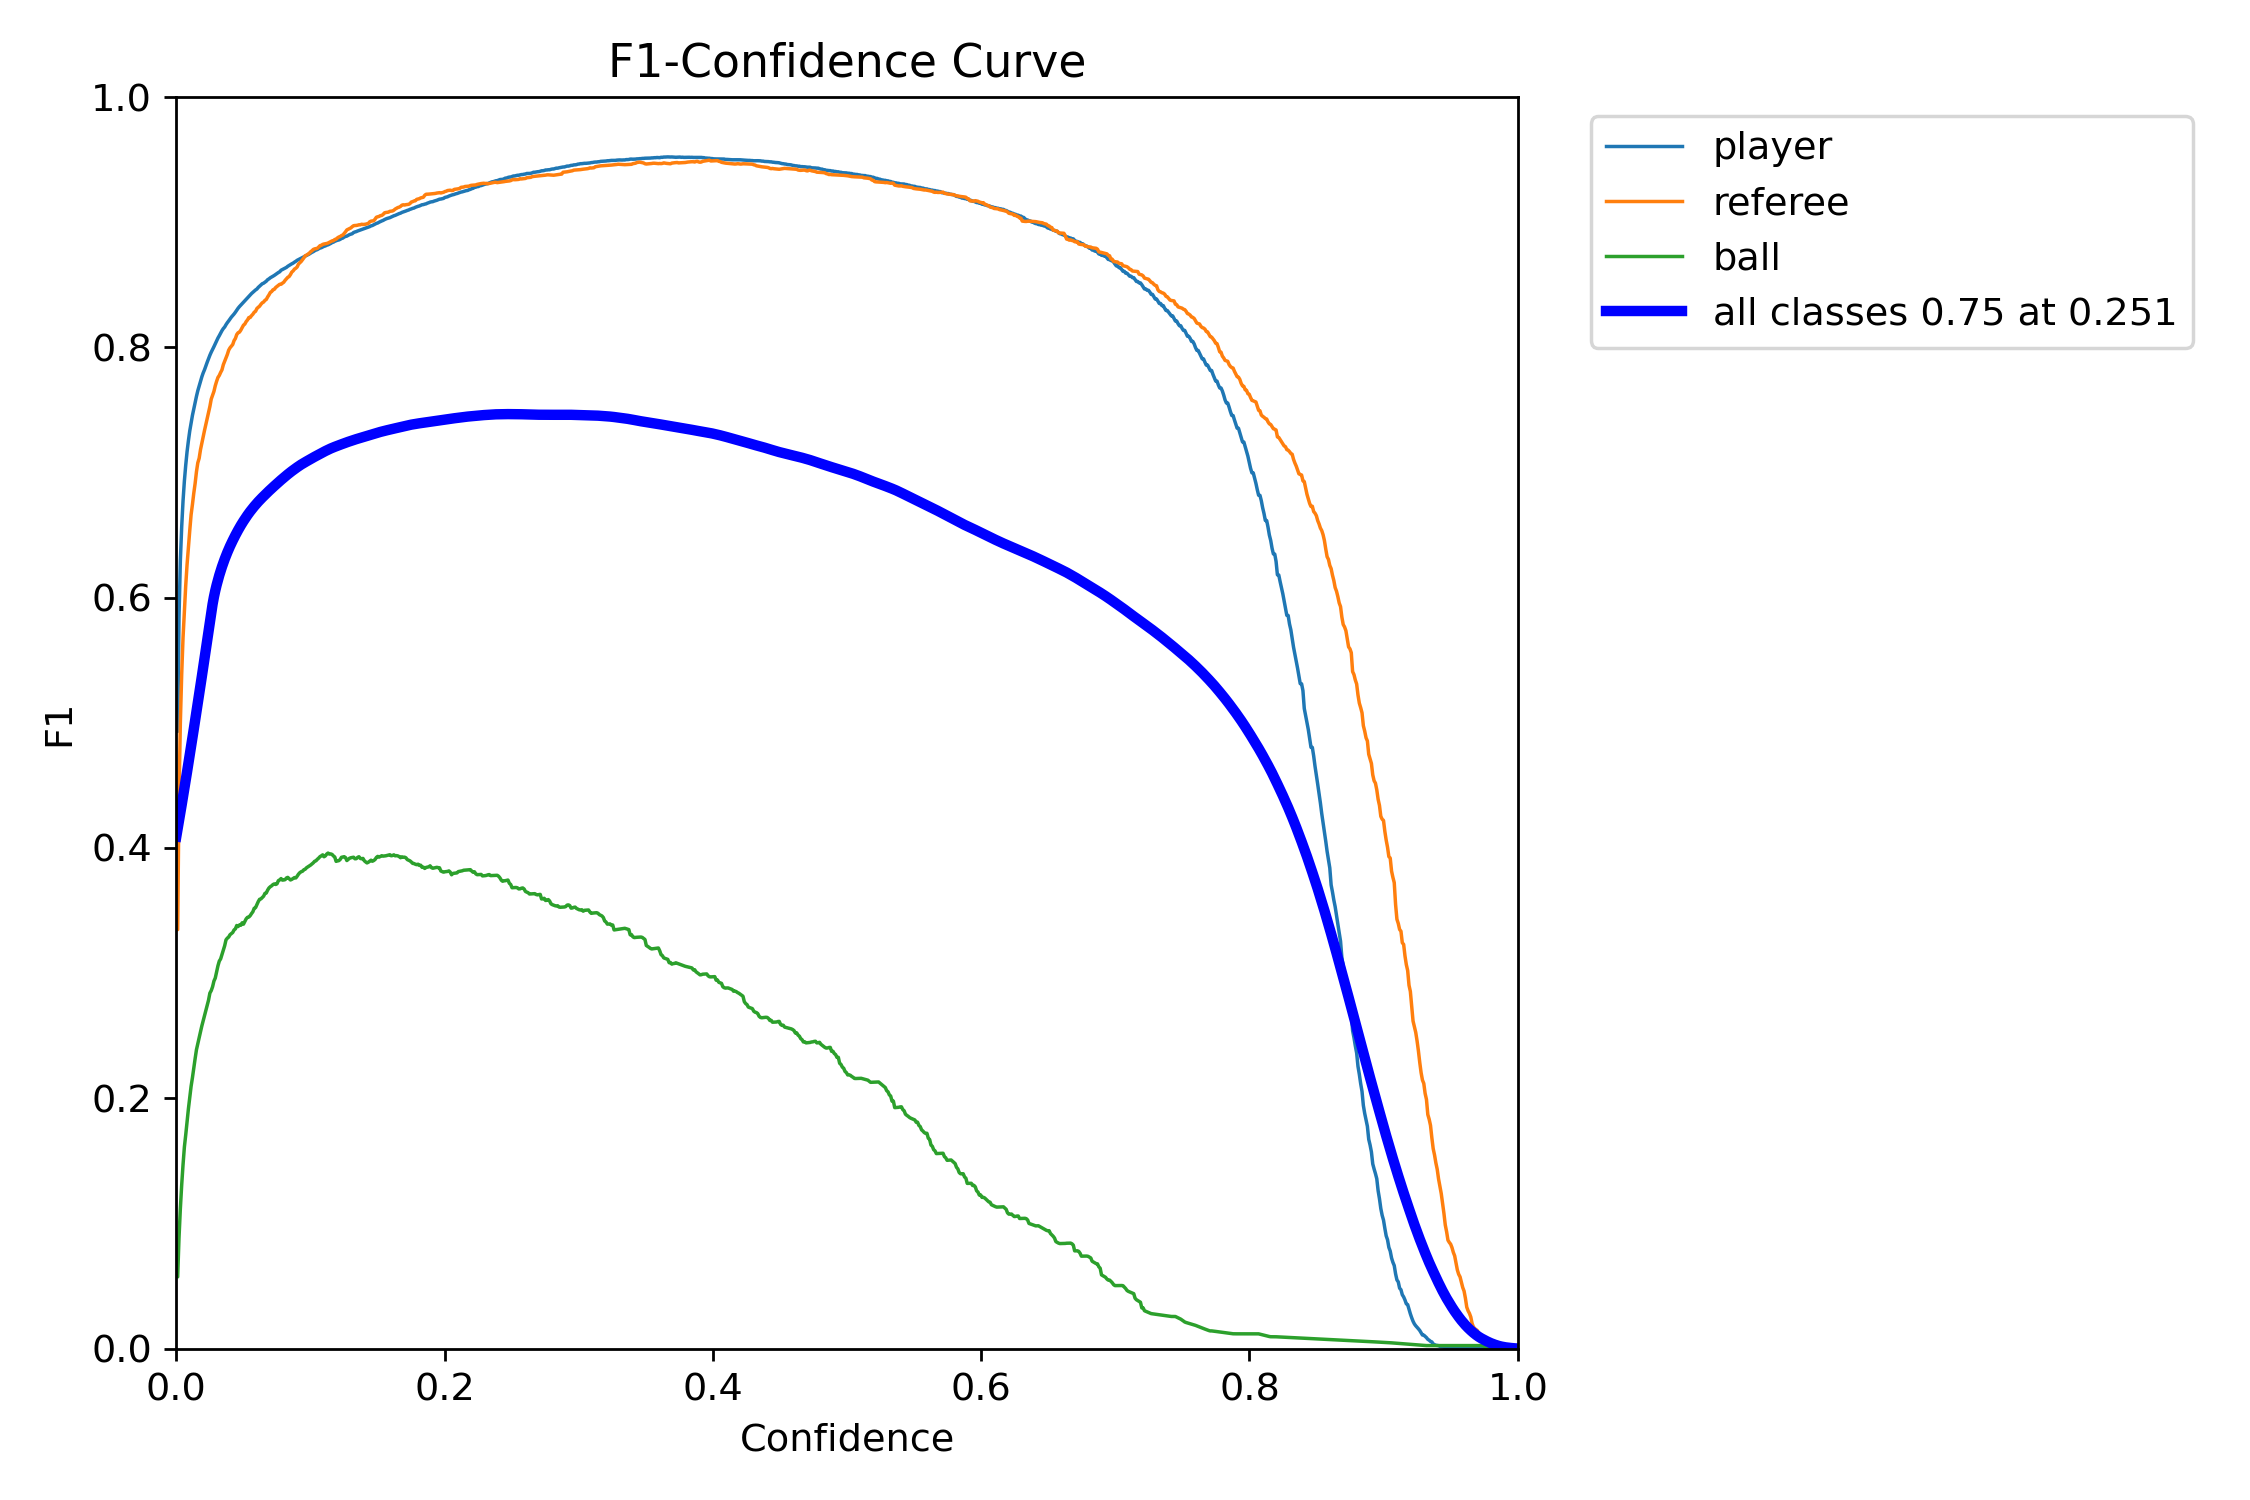 F1-Confidence Curve
1.0
0.8
0.6
0.4
0.2
0.0
F1
0.0 0.2 0.4 0.6 0.8 1.0
Confidence
player
referee
ball
all classes 0.75 at 0.251